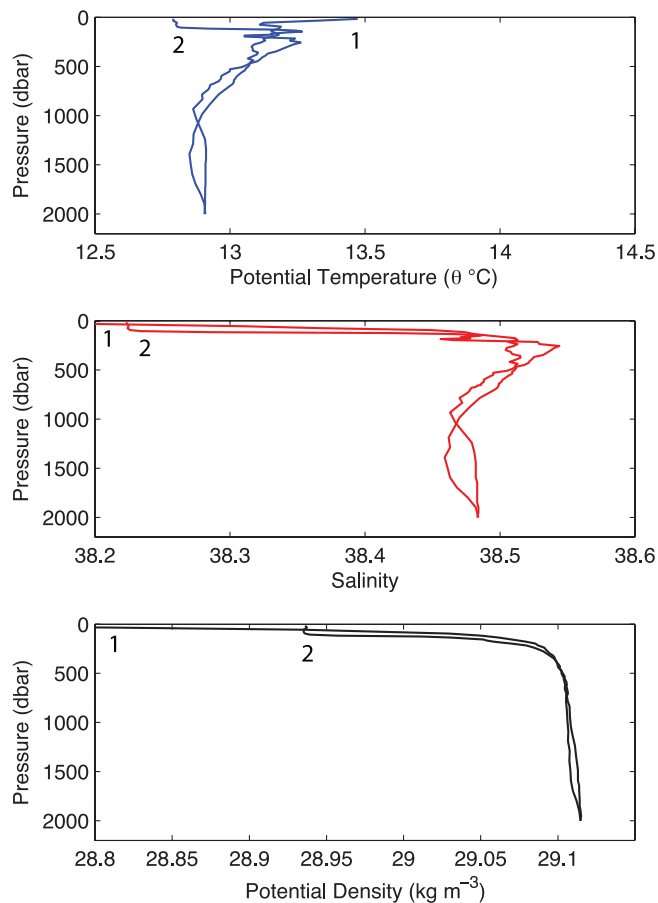 0
500
1000
1500
2000
Pressure (dbar)
2
1
12.5 13 13.5 14 14.5
Potential Temperature (θ °C)
0
500
1000
1500
2000
Pressure (dbar)
1 2
38.2 38.3 38.4 38.5 38.6
Salinity
0
500
1000
1500
2000
Pressure (dbar)
1 2
28.8 28.85 28.9 28.95 29 29.05 29.1
Potential Density (kg m⁻³)